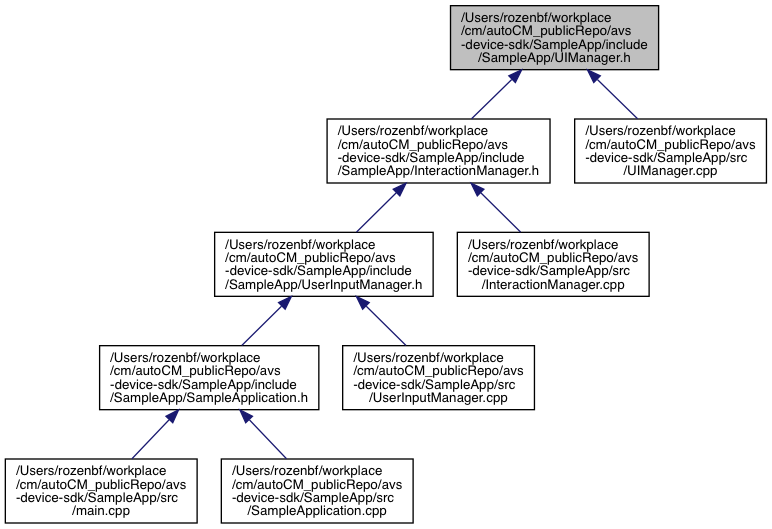 /Users/rozenbf/workplace
/cm/autoCM_publicRepo/avs
-device-sdk/SampleApp/include
/SampleApp/UIManager.h
/Users/rozenbf/workplace
/cm/autoCM_publicRepo/avs
-device-sdk/SampleApp/include
/SampleApp/InteractionManager.h
/Users/rozenbf/workplace
/cm/autoCM_publicRepo/avs
-device-sdk/SampleApp/src
/UIManager.cpp
/Users/rozenbf/workplace
/cm/autoCM_publicRepo/avs
-device-sdk/SampleApp/include
/SampleApp/UserInputManager.h
/Users/rozenbf/workplace
/cm/autoCM_publicRepo/avs
-device-sdk/SampleApp/src
/InteractionManager.cpp
/Users/rozenbf/workplace
/cm/autoCM_publicRepo/avs
-device-sdk/SampleApp/include
/SampleApp/SampleApplication.h
/Users/rozenbf/workplace
/cm/autoCM_publicRepo/avs
-device-sdk/SampleApp/src
/UserInputManager.cpp
/Users/rozenbf/workplace
/cm/autoCM_publicRepo/avs
-device-sdk/SampleApp/src
/main.cpp
/Users/rozenbf/workplace
/cm/autoCM_publicRepo/avs
-device-sdk/SampleApp/src
/SampleApplication.cpp